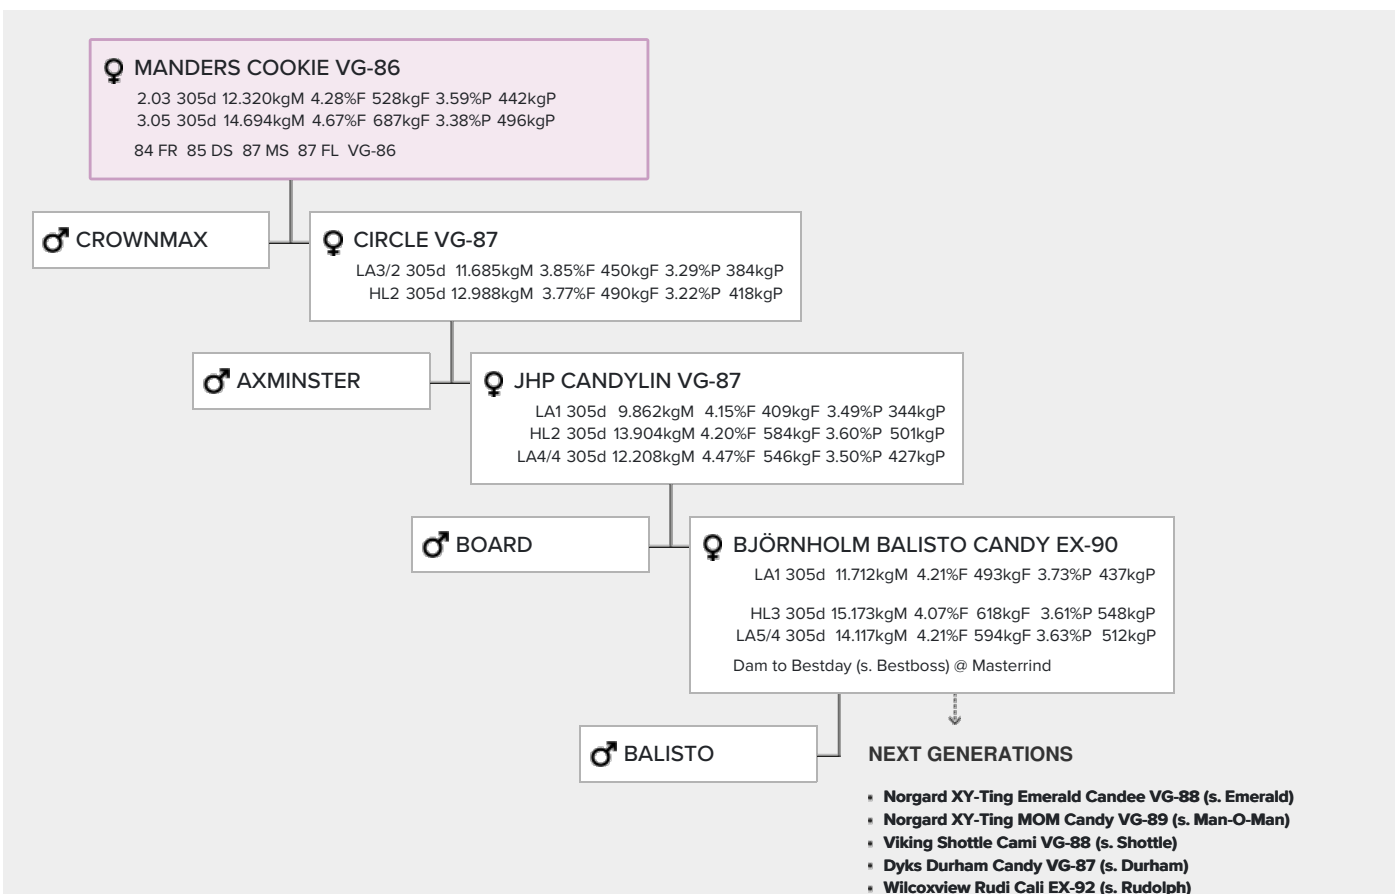 MANDERS COOKIE VG-86
2.03 305d 12.320kgM 4.28%F 528kgF 3.59%P 442kgP
3.05 305d 14.694kgM 4.67%F 687kgF 3.38%P 496kgP
84 FR 85 DS 87 MS 87 FL VG-86
CROWNMAX
CIRCLE VG-87
LA3/2 305d 11.685kgM 3.85%F 450kgF 3.29%P 384kgP
HL2 305d 12.988kgM 3.77%F 490kgF 3.22%P 418kgP
AXMINSTER
JHP CANDYLIN VG-87
LA1 305d 9.862kgM 4.15%F 409kgF 3.49%P 344kgP
HL2 305d 13.904kgM 4.20%F 584kgF 3.60%P 501kgP
LA4/4 305d 12.208kgM 4.47%F 546kgF 3.50%P 427kgP
BOARD
BJÖRNHOLM BALISTO CANDY EX-90
LA1 305d 11.712kgM 4.21%F 493kgF 3.73%P 437kgP
HL3 305d 15.173kgM 4.07%F 618kgF 3.61%P 548kgP
LA5/4 305d 14.117kgM 4.21%F 594kgF 3.63%P 512kgP
Dam to Bestday (s. Bestboss) @ Masterrind
BALISTO
NEXT GENERATIONS
Norgard XY-Ting Emerald Candee VG-88 (s. Emerald)
Norgard XY-Ting MOM Candy VG-89 (s. Man-O-Man)
Viking Shottle Cami VG-88 (s. Shottle)
Dyks Durham Candy VG-87 (s. Durham)
Wilcoxview Rudi Cali EX-92 (s. Rudolph)